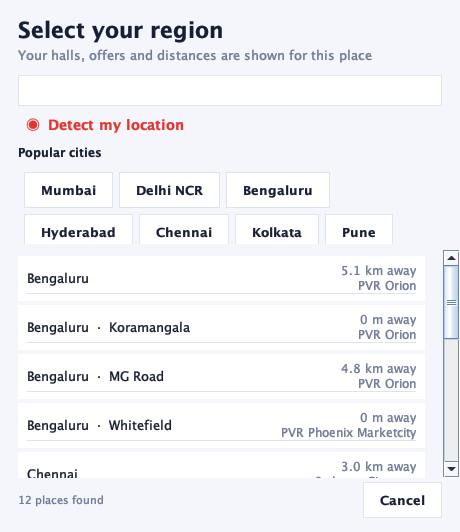 Select your region
Your halls, offers and distances are shown for this place
Detect my location
Popular cities
Mumbai
Delhi NCR
Bengaluru
Hyderabad
Chennai
Kolkata
Pune
Bengaluru
5.1 km away
PVR Orion
Bengaluru · Koramangala
0 m away
PVR Orion
Bengaluru · MG Road
4.8 km away
PVR Orion
Bengaluru · Whitefield
0 m away
PVR Phoenix Marketcity
Chennai
3.0 km away
12 places found
Cancel